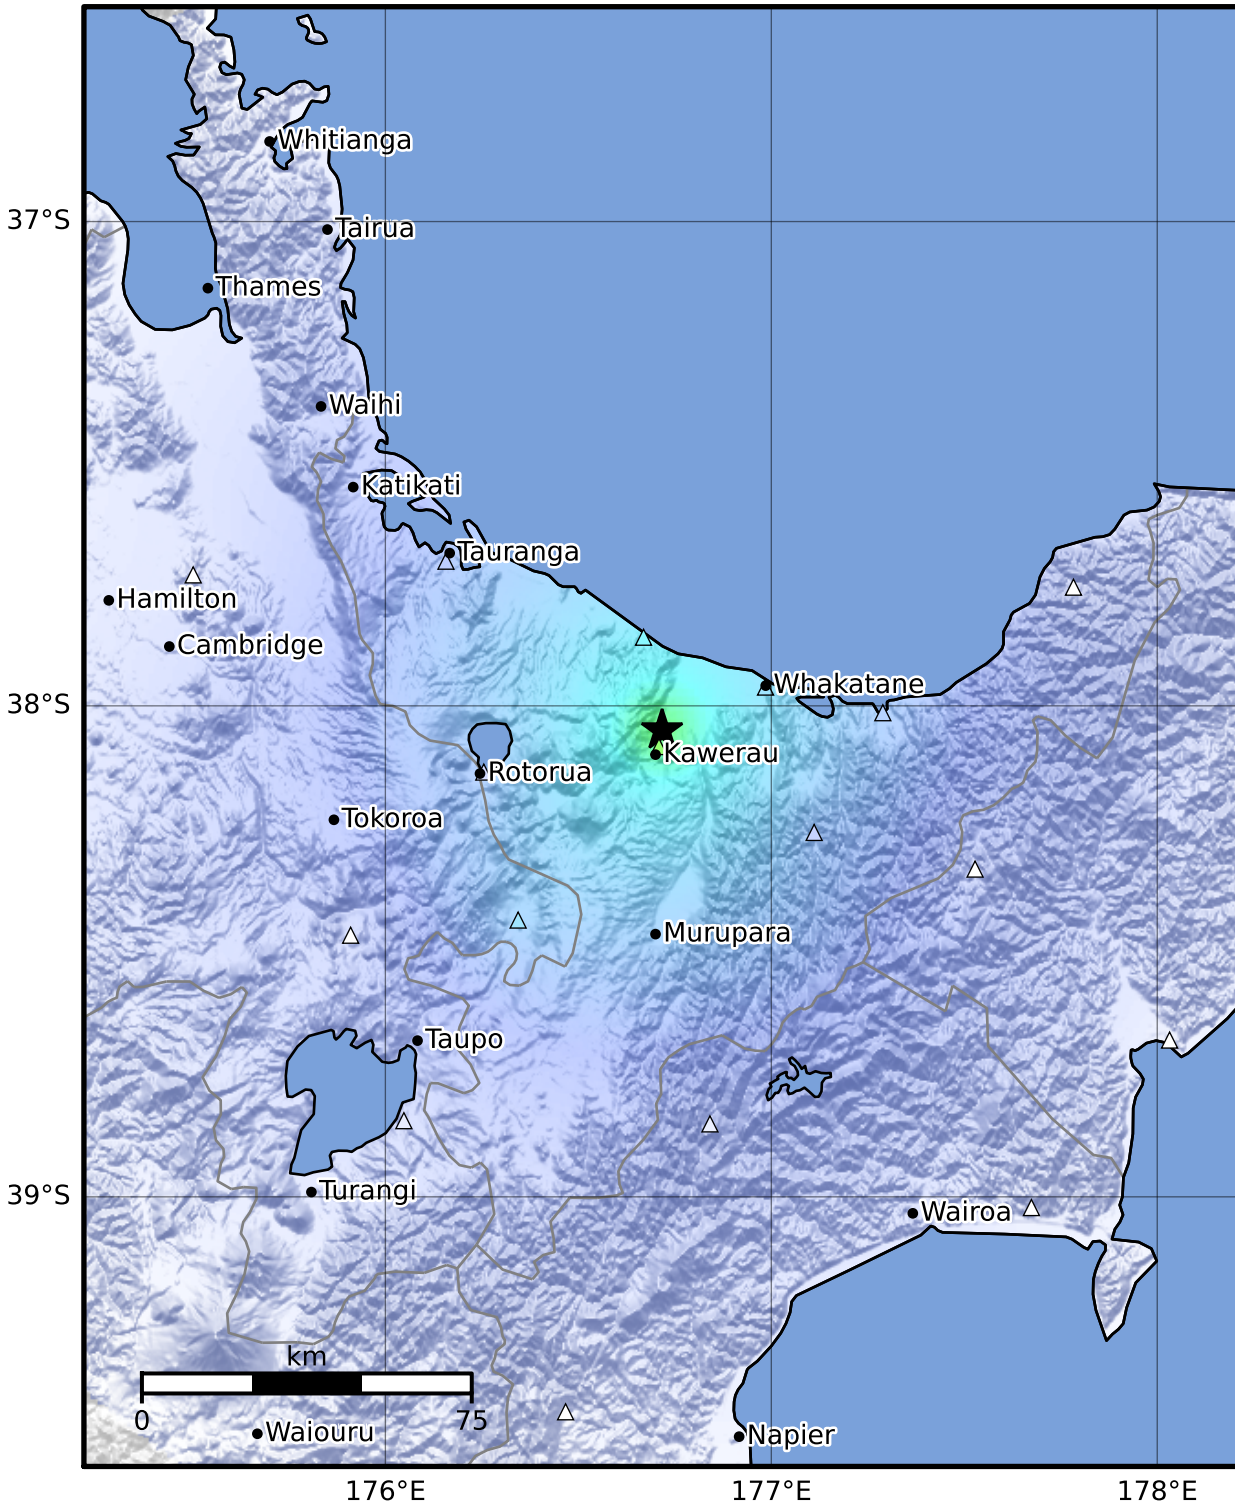 Whitianga
37°S
Tairua
Thames
Waihi
Katikati
Tauranga
Hamilton
Cambridge
Whakatane
38°S
Kawerau
Rotorua
Tokoroa
Murupara
Taupo
Turangi
39°S
Wairoa
km
0
75
Waiouru
Napier
176°E
177°E
178°E